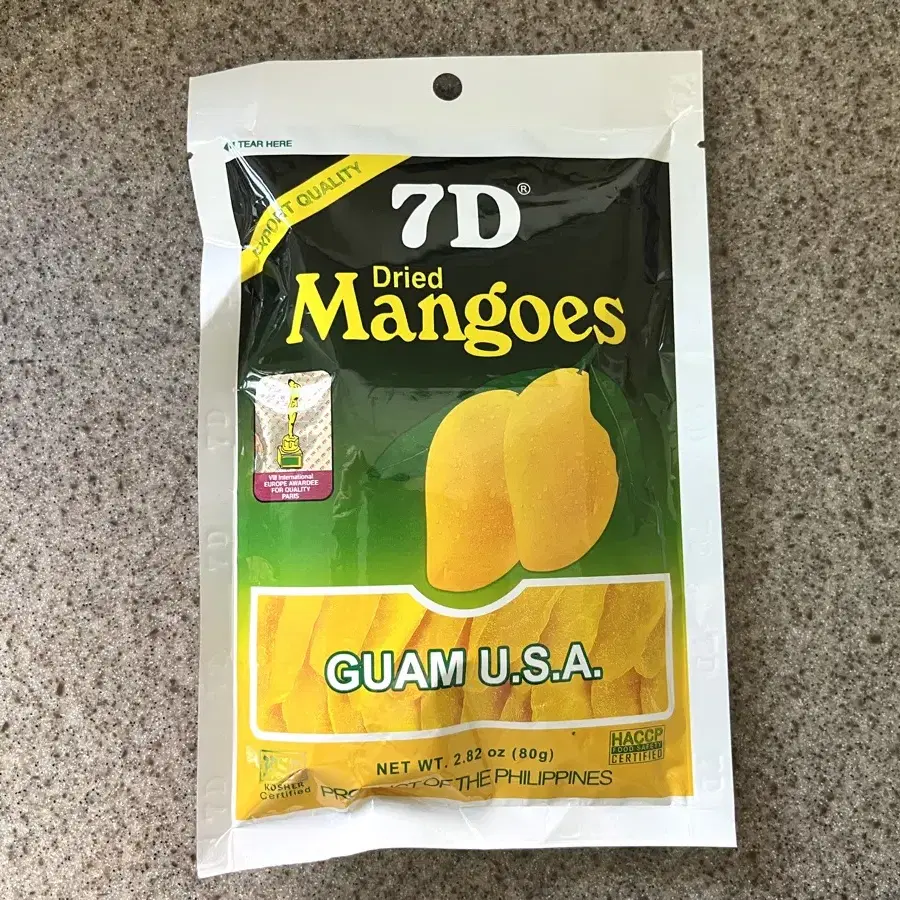 TEAR HERE
EXPORT QUALITY
7D®
Dried
Mangoes
VIII International
EUROPE AWARDEE
FOR QUALITY
PARIS
GUAM U.S.A.
NET WT. 2.82 oz (80g)
OF THE PHILIPPINES
HACCP
FOOD SAFETY
CERTIFIED
KOSHER
Certified